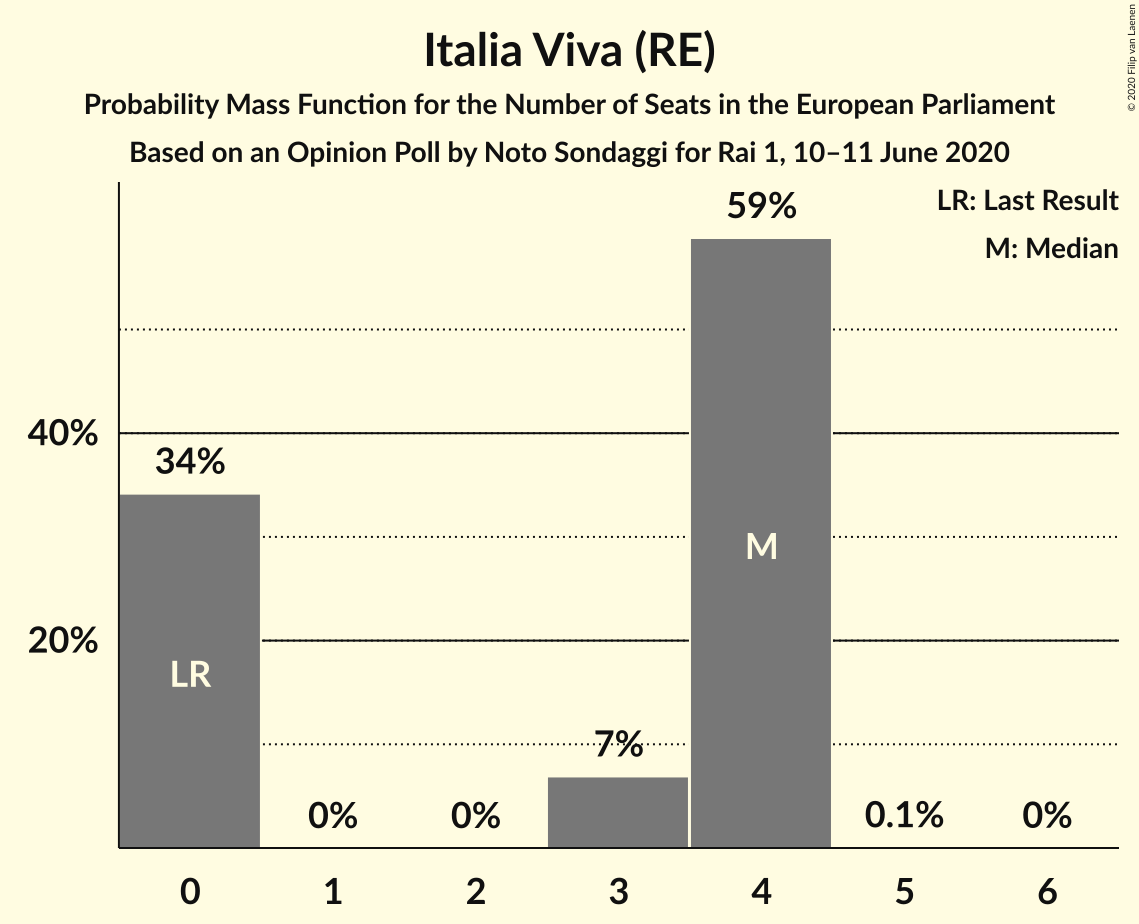 Italia Viva (RE)
Probability Mass Function for the Number of Seats in the European Parliament
Based on an Opinion Poll by Noto Sondaggi for Rai 1, 10–11 June 2020
© 2020 Filip van Laenen
LR: Last Result
M: Median
59%
40%
34%
M
20%
LR
7%
0%
0%
0.1%
0%
0
1
2
3
4
5
6